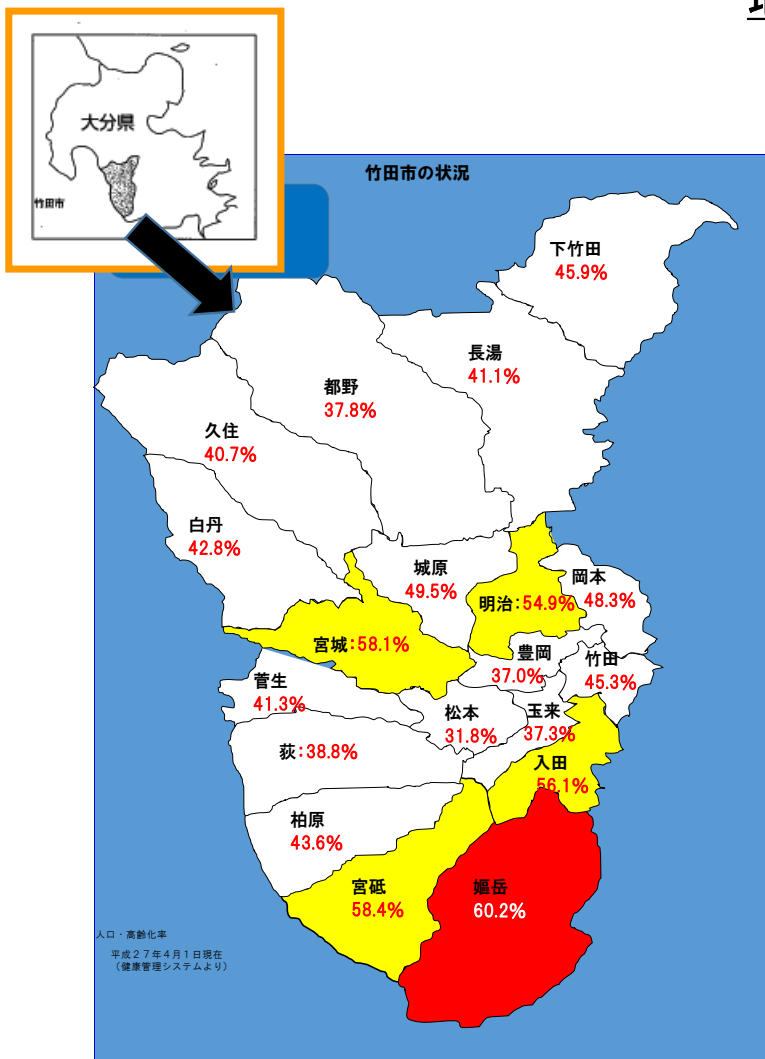 大分県
竹田市
竹田市の状況
下竹田
45.9%
長湯
41.1%
都野
37.8%
久住
40.7%
白丹
42.8%
城原
49.5%
明治:54.9%
岡本
48.3%
宮城:58.1%
豊岡
37.0%
竹田
45.3%
菅生
41.3%
松本
31.8%
玉来
37.3%
荻:38.8%
入田
56.1%
柏原
43.6%
宮砥
58.4%
嫗岳
60.2%
人口・高齢化率
平成27年4月1日現在
(健康管理システムより)